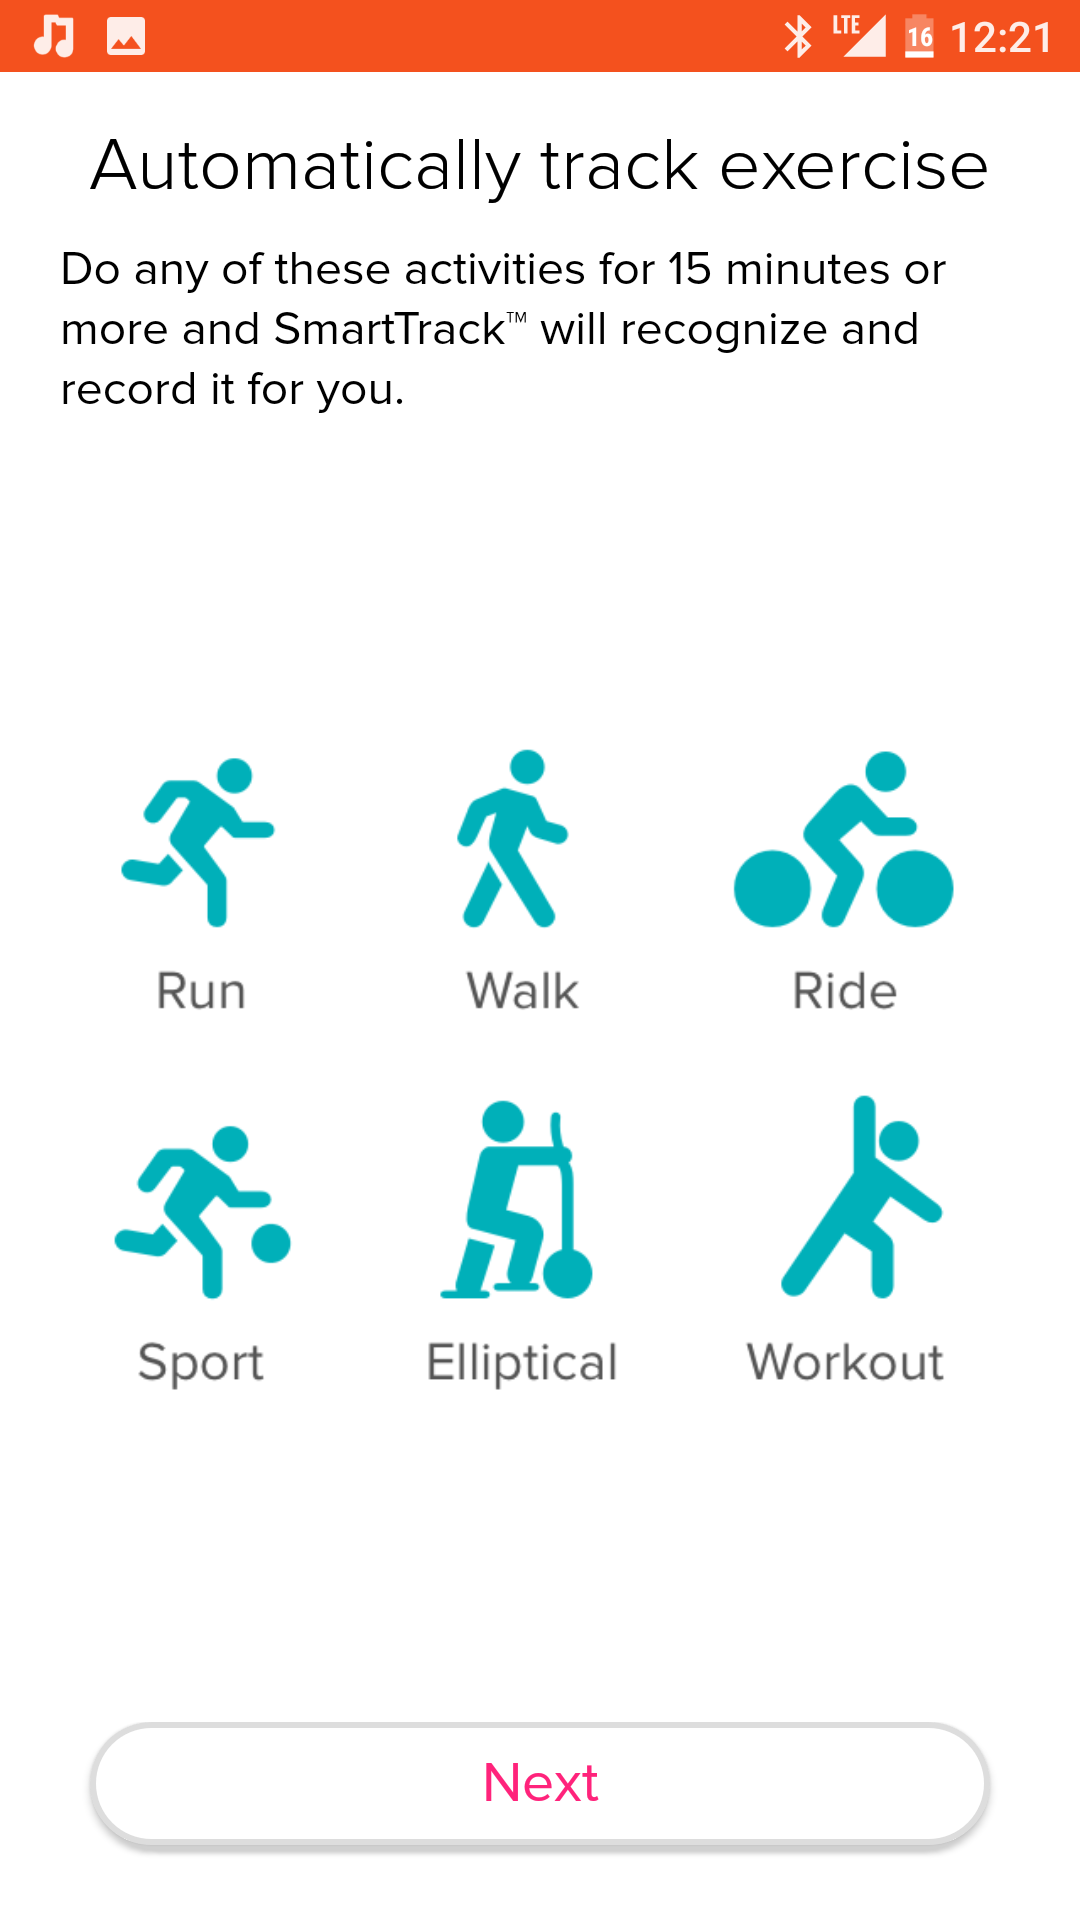 LTE 16 12:21
Automatically track exercise
Do any of these activities for 15 minutes or
more and SmartTrack™ will recognize and
record it for you.
Run Walk Ride
Sport Elliptical Workout
Next